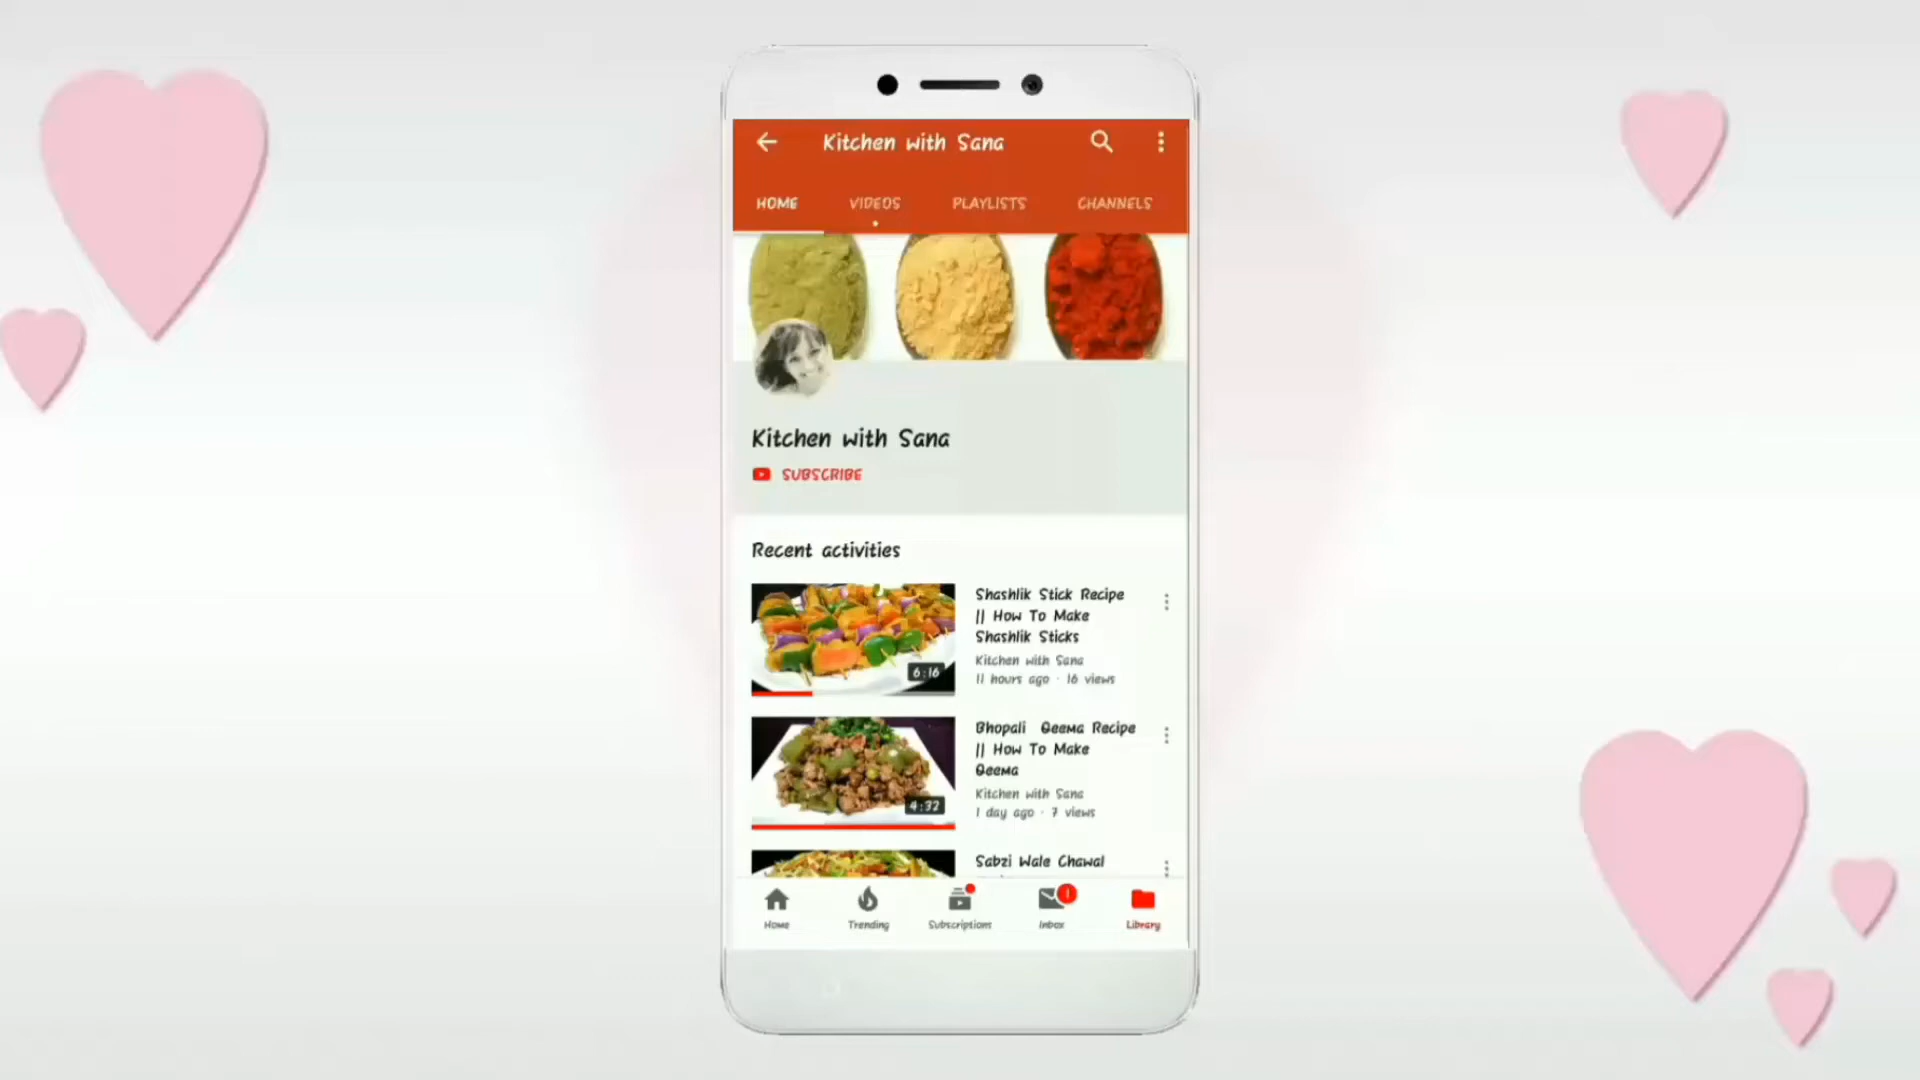 Kitchen with Sana
HOME VIDEOS PLAYLISTS CHANNELS
Kitchen with Sana
SUBSCRIBE
Recent activities
Shashlik Stick Recipe
|| How To Make
Shashlik Sticks
Kitchen with Sana
11 hours ago · 16 views
6:16
Bhopali Qeema Recipe
|| How To Make
Qeema
Kitchen with Sana
1 day ago · 7 views
4:32
Sabzi Wale Chawal
Home Trending Subscriptions Inbox Library
1